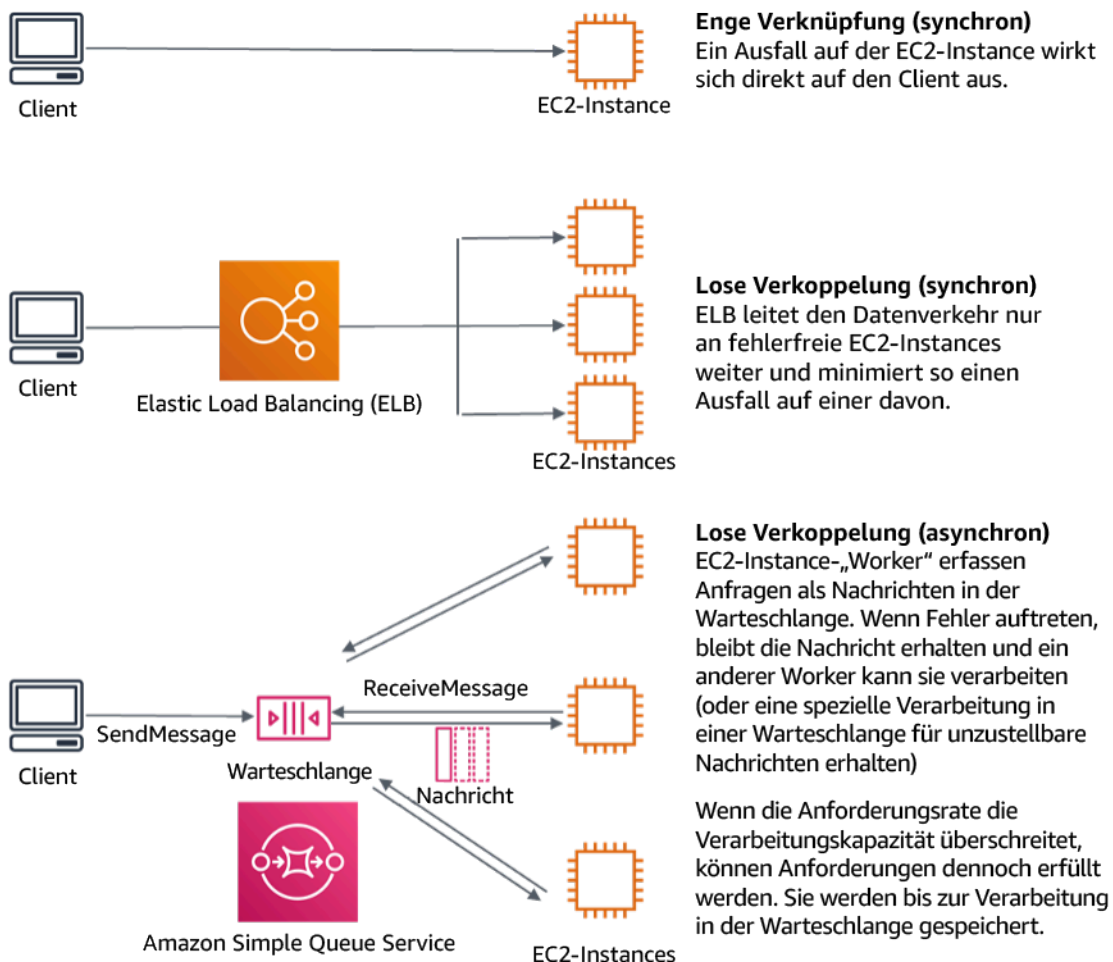 Client
EC2-Instance
Enge Verknüpfung (synchron)
Ein Ausfall auf der EC2-Instance wirkt
sich direkt auf den Client aus.
Client
Elastic Load Balancing (ELB)
EC2-Instances
Lose Verkoppelung (synchron)
ELB leitet den Datenverkehr nur
an fehlerfreie EC2-Instances
weiter und minimiert so einen
Ausfall auf einer davon.
Client
SendMessage
Warteschlange
ReceiveMessage
Nachricht
Amazon Simple Queue Service
EC2-Instances
Lose Verkoppelung (asynchron)
EC2-Instance-„Worker“ erfassen
Anfragen als Nachrichten in der
Warteschlange. Wenn Fehler auftreten,
bleibt die Nachricht erhalten und ein
anderer Worker kann sie verarbeiten
(oder eine spezielle Verarbeitung in
einer Warteschlange für unzustellbare
Nachrichten erhalten)
Wenn die Anforderungsrate die
Verarbeitungskapazität überschreitet,
können Anforderungen dennoch erfüllt
werden. Sie werden bis zur Verarbeitung
in der Warteschlange gespeichert.